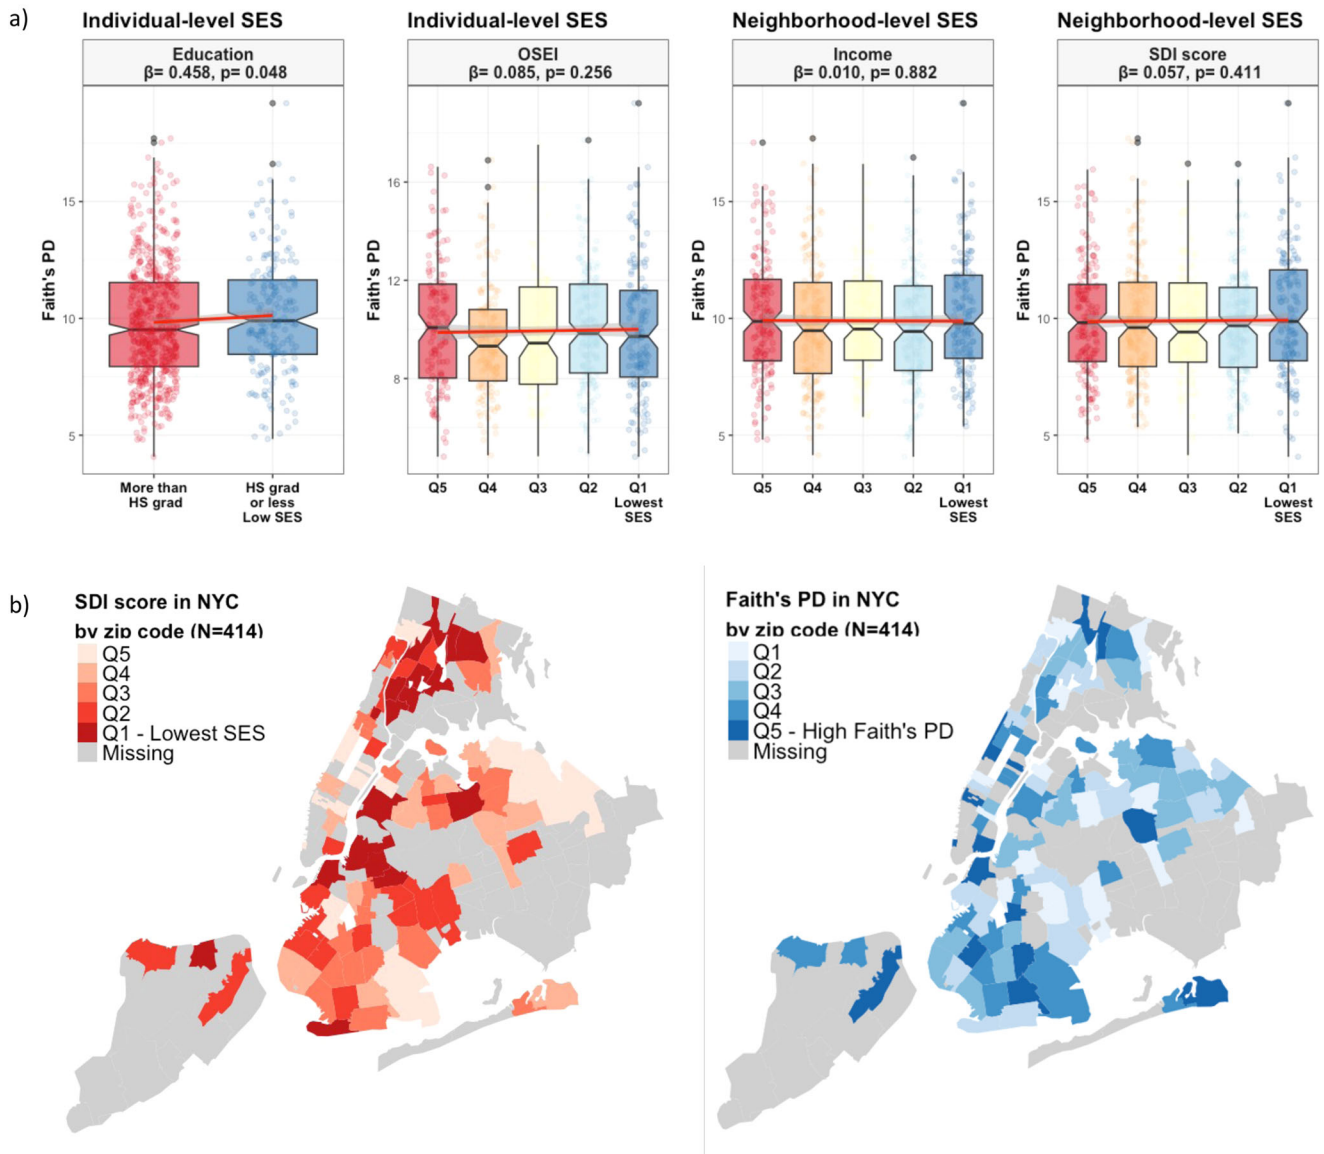 a)
Individual-level SES
Education
β= 0.458, p= 0.048
Faith's PD
15
10
5
More than
HS grad
HS grad
or less
Low SES
Individual-level SES
OSEI
β= 0.085, p= 0.256
Faith's PD
16
12
8
Q5
Q4
Q3
Q2
Q1
Lowest
SES
Neighborhood-level SES
Income
β= 0.010, p= 0.882
Faith's PD
15
10
5
Q5
Q4
Q3
Q2
Q1
Lowest
SES
Neighborhood-level SES
SDI score
β= 0.057, p= 0.411
Faith's PD
15
10
5
Q5
Q4
Q3
Q2
Q1
Lowest
SES
b)
SDI score in NYC
by zip code (N=414)
Q5
Q4
Q3
Q2
Q1 - Lowest SES
Missing
Faith's PD in NYC
by zip code (N=414)
Q1
Q2
Q3
Q4
Q5 - High Faith's PD
Missing